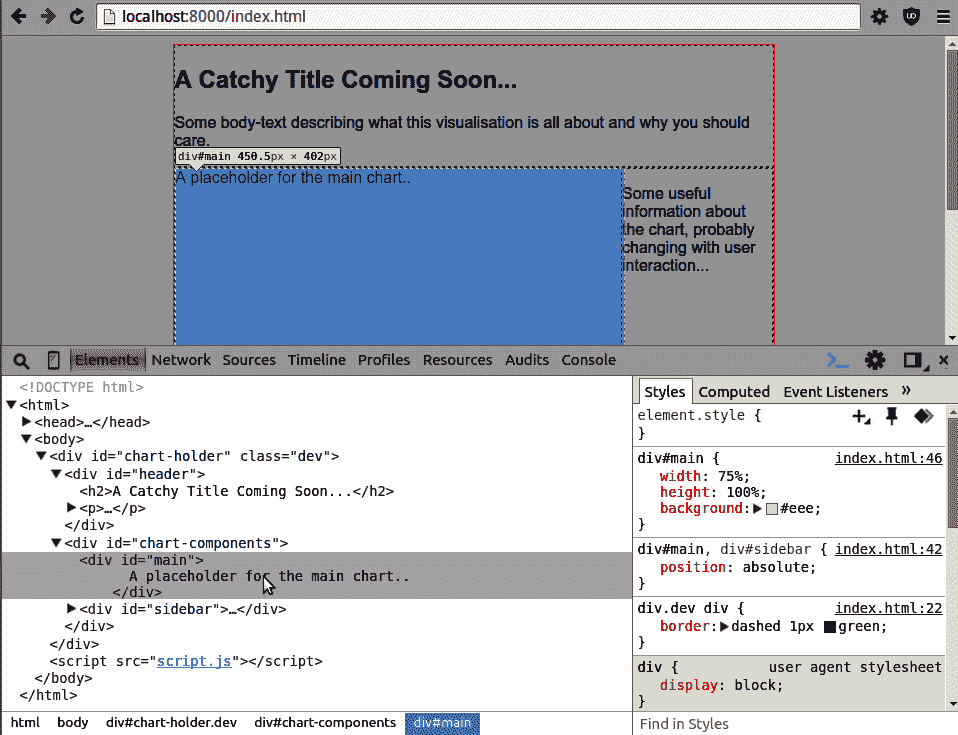 localhost:8000/index.html
A Catchy Title Coming Soon...
Some body-text describing what this visualisation is all about and why you should
care.
div#main 450.5px × 402px
A placeholder for the main chart..
Some useful
information about
the chart, probably
changing with user
interaction...
Elements Network Sources Timeline Profiles Resources Audits Console
<!DOCTYPE html>
<html>
<head>…</head>
<body>
<div id="chart-holder" class="dev">
<div id="header">
<h2>A Catchy Title Coming Soon...</h2>
<p>…</p>
</div>
<div id="chart-components">
<div id="main">
A placeholder for the main chart..
</div>
<div id="sidebar">…</div>
</div>
</div>
<script src="script.js"></script>
</body>
</html>
html body div#chart-holder.dev div#chart-components div#main
Styles Computed Event Listeners »
element.style {
}
div#main { index.html:46
width: 75%;
height: 100%;
background: #eee;
}
div#main, div#sidebar { index.html:42
position: absolute;
}
div.dev div { index.html:22
border: dashed 1px green;
}
div { user agent stylesheet
display: block;
}
Find in Styles